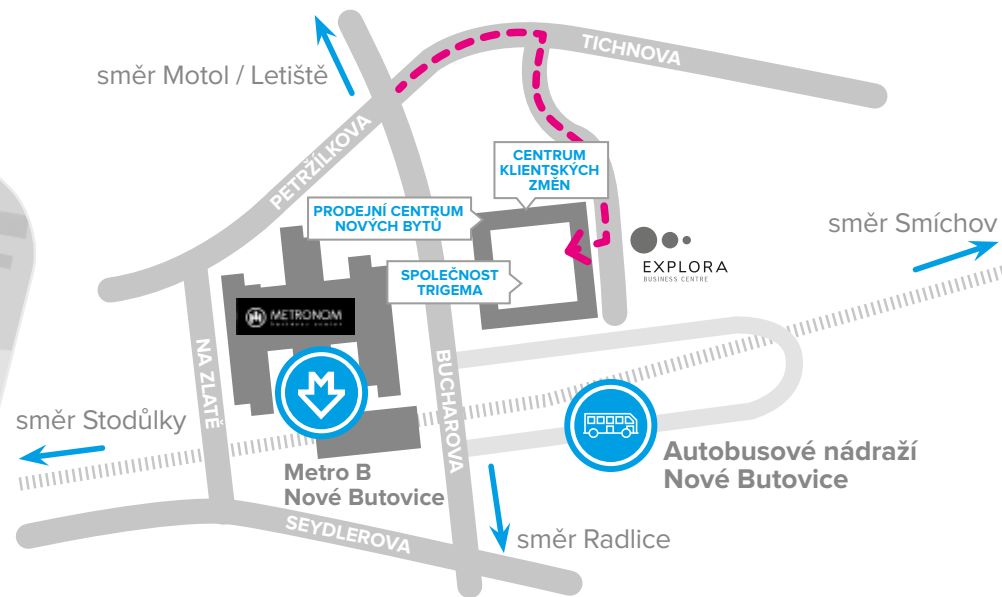 TICHNOVA
směr Motol / Letiště
PETRŽÍLKOVA
CENTRUM
KLIENTSKÝCH
ZMĚN
PRODEJNÍ CENTRUM
NOVÝCH BYTŮ
směr Smíchov
EXPLORA
BUSINESS CENTRE
SPOLEČNOST
TRIGEMA
METRONOM
NA ZLATĚ
BUCHAROVA
směr Stodůlky
Metro B
Nové Butovice
Autobusové nádraží
Nové Butovice
SEYDLEROVA
směr Radlice